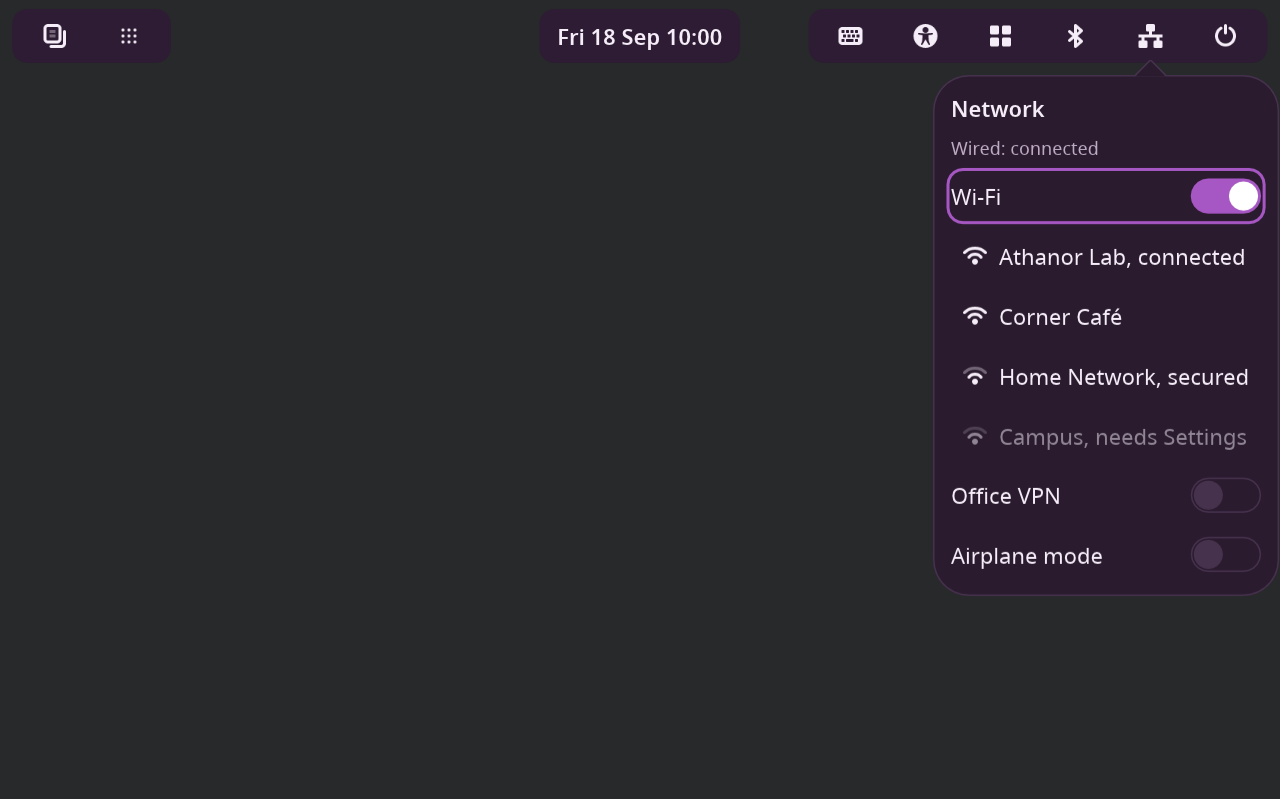 Fri 18 Sep 10:00
Network
Wired: connected
Wi-Fi
Athanor Lab, connected
Corner Café
Home Network, secured
Campus, needs Settings
Office VPN
Airplane mode